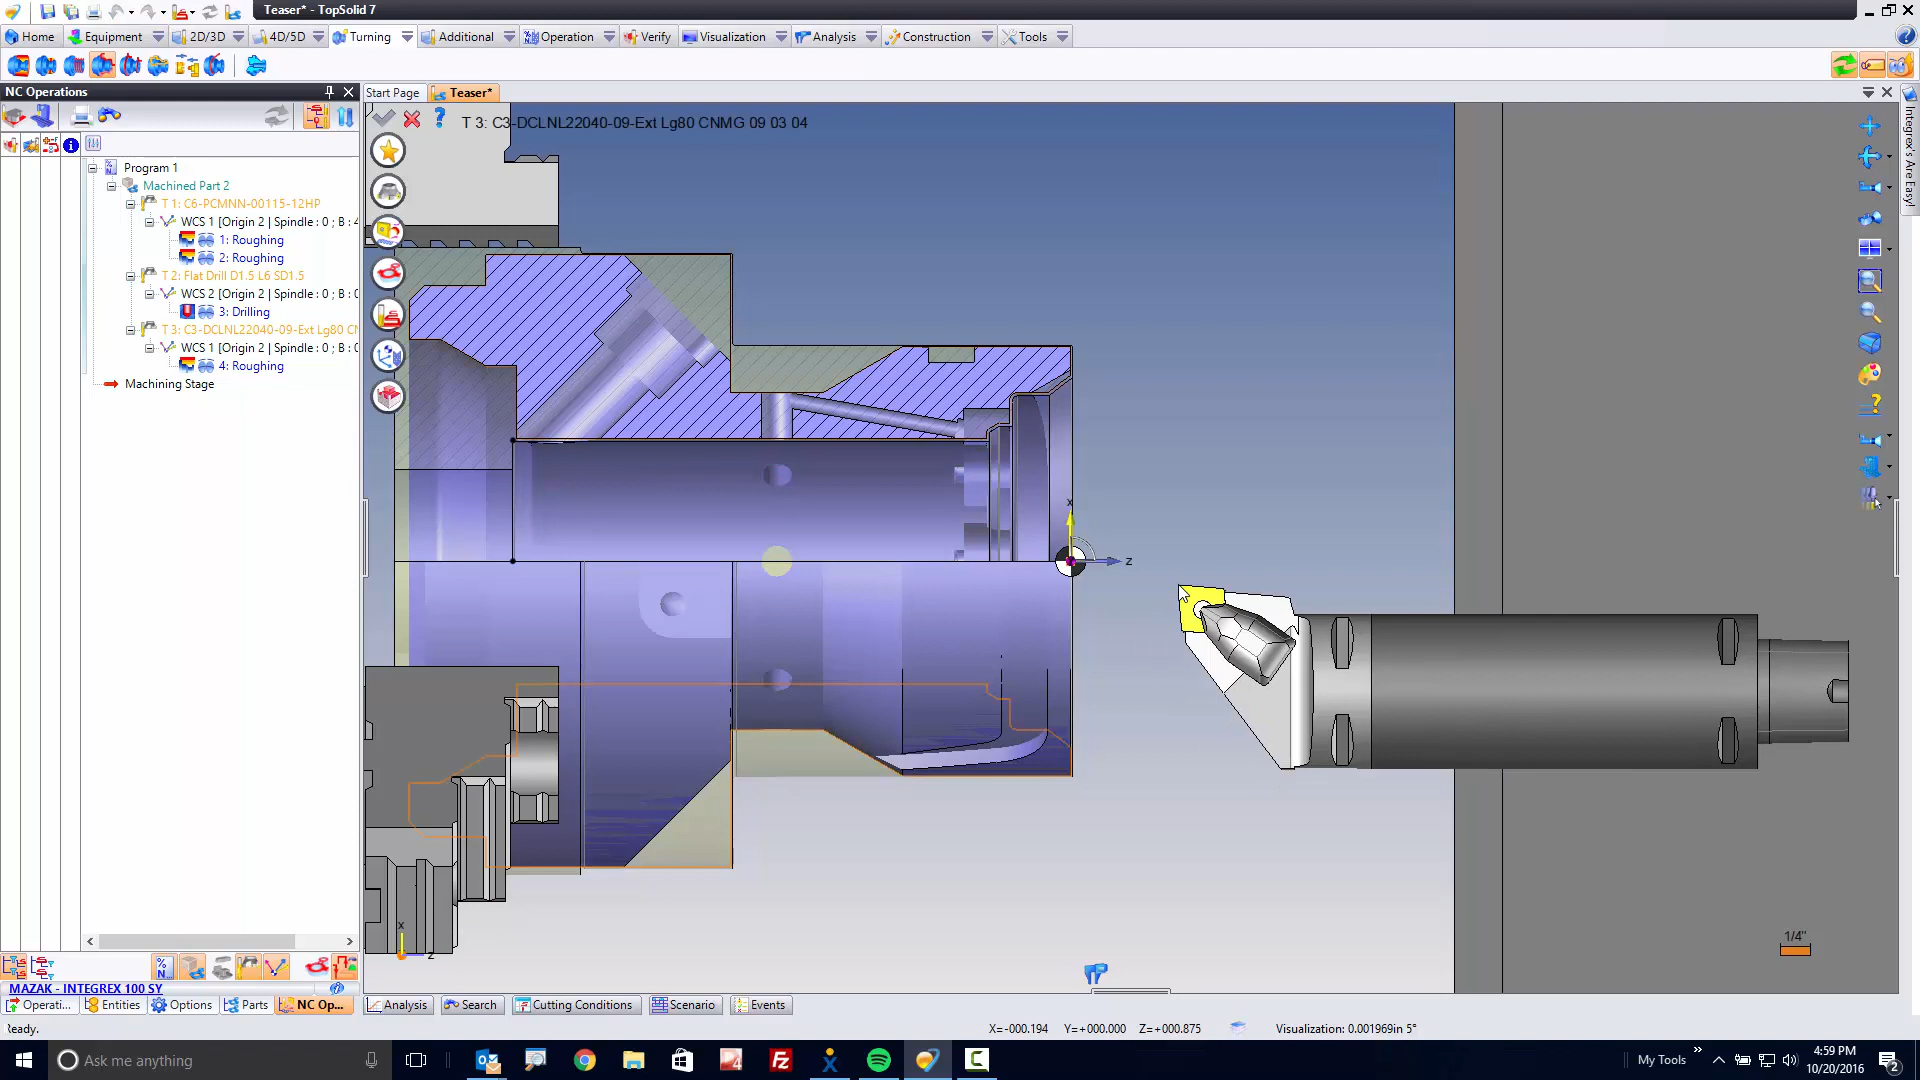 Teaser* - TopSolid 7
Home Equipment 2D/3D 4D/5D Turning Additional Operation Verify Visualization Analysis Construction Tools
NC Operations
Start Page Teaser*
T 3: C3-DCLNL22040-09-Ext Lg80 CNMG 09 03 04
Integrex's Are Easy!
Program 1
Machined Part 2
T 1: C6-PCMNN-00115-12HP
WCS 1 [Origin 2 | Spindle : 0 ; B : 4
1: Roughing
2: Roughing
T 2: Flat Drill D1.5 L6 SD1.5
WCS 2 [Origin 2 | Spindle : 0 ; B : 0
3: Drilling
T 3: C3-DCLNL22040-09-Ext Lg80 CN
WCS 1 [Origin 2 | Spindle : 0 ; B : 0
4: Roughing
Machining Stage
x
z
x
z
1/4"
MAZAK - INTEGREX 100 SY
Operati... Entities Options Parts NC Op... Analysis Search Cutting Conditions Scenario Events
Ready.
X=-000.194 Y=+000.000 Z=+000.875 Visualization: 0.001969in 5°
Ask me anything
My Tools
4:59 PM
10/20/2016
2